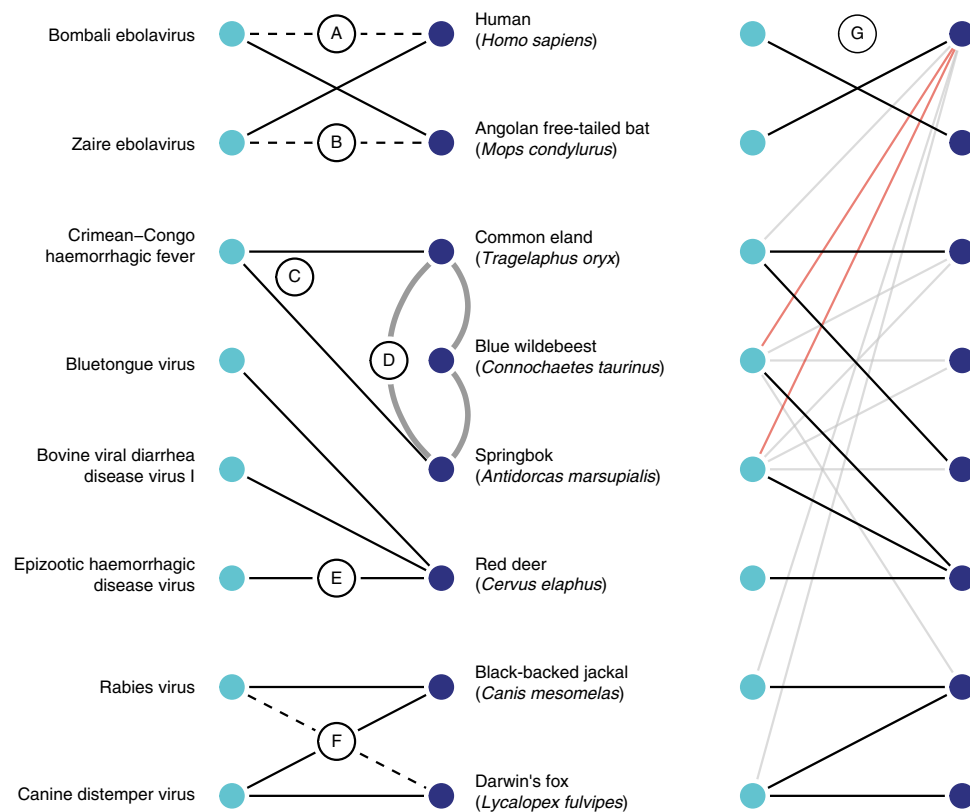 Bombali ebolavirus
A
Human
(Homo sapiens)
G
Zaire ebolavirus
B
Angolan free-tailed bat
(Mops condylurus)
Crimean–Congo
haemorrhagic fever
C
Common eland
(Tragelaphus oryx)
Bluetongue virus
D
Blue wildebeest
(Connochaetes taurinus)
Bovine viral diarrhea
disease virus I
Springbok
(Antidorcas marsupialis)
Epizootic haemorrhagic
disease virus
E
Red deer
(Cervus elaphus)
Rabies virus
Black-backed jackal
(Canis mesomelas)
F
Canine distemper virus
Darwin's fox
(Lycalopex fulvipes)